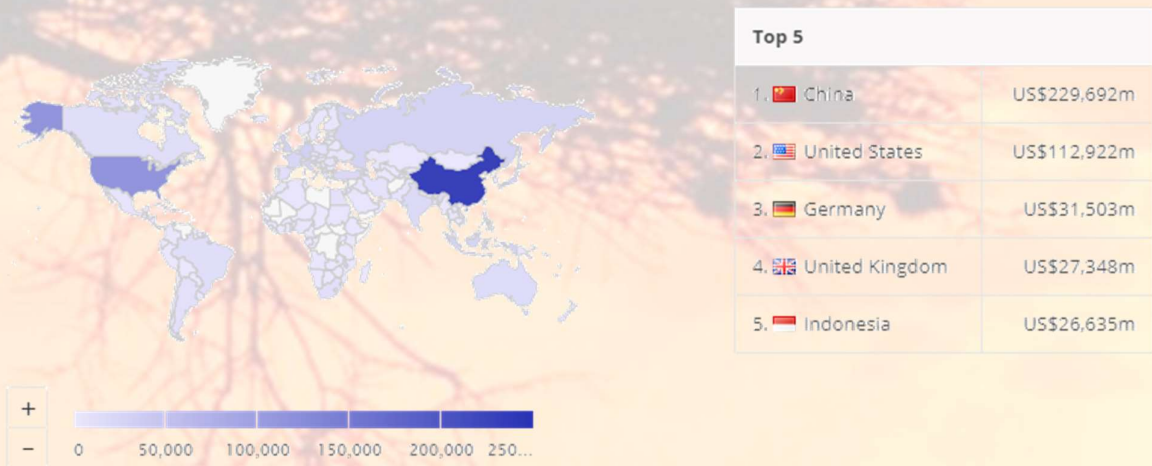 Top 5
1. China US$229,692m
2. United States US$112,922m
3. Germany US$31,503m
4. United Kingdom US$27,348m
5. Indonesia US$26,635m
+
−
0 50,000 100,000 150,000 200,000 250...